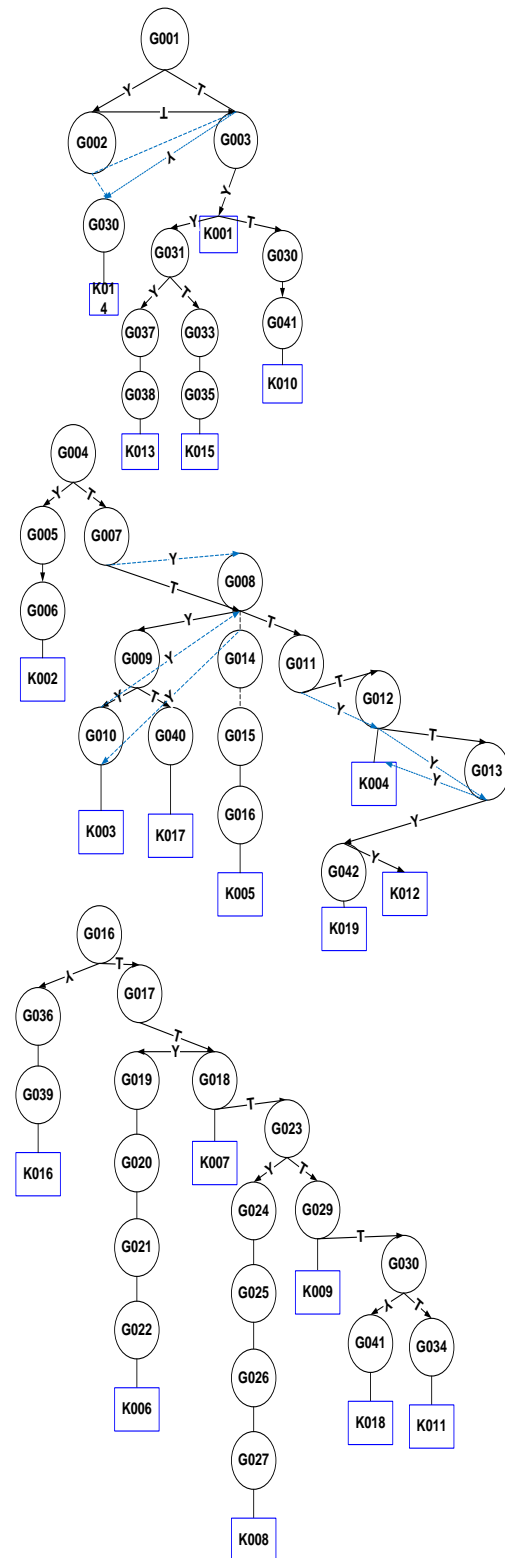 G001
Y T
T
G002 G003
Y
Y
G030
K001
Y T
G031 G030
K01
4
Y T
G037 G033 G041
G038 G035 K010
K013 K015
G004
Y T
G005 G007
Y
G008
T
G006
T
Y
G009 G014 G011
K002
Y
T
G012
Y T
Y
Y
T
G010 G040 G015
Y
G013
K004
Y
K003 K017 G016
Y
G042
Y
K005 K012
K019
G016
Y T
G017
G036
T
Y
G019 G018
G039
T
G023
K016 G020 K007
Y T
G024 G029
T
G021
G030
K009
G025
Y T
G022
G041 G034
G026
K006 K018 K011
G027
K008